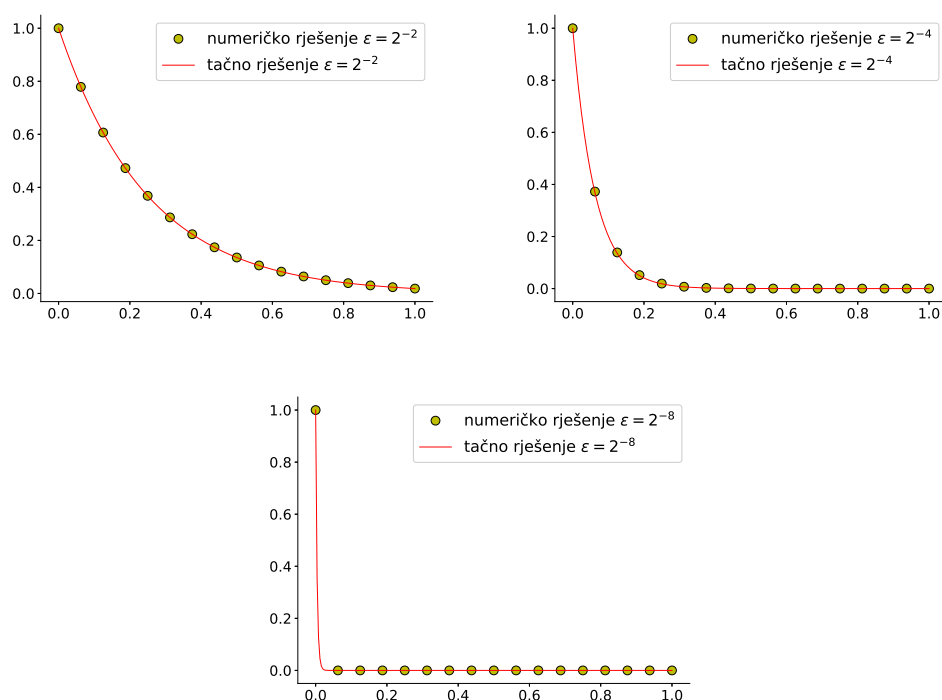 numeričko rješenje ε = 2⁻²
tačno rješenje ε = 2⁻²
1.0
0.8
0.6
0.4
0.2
0.0
0.0 0.2 0.4 0.6 0.8 1.0
numeričko rješenje ε = 2⁻⁴
tačno rješenje ε = 2⁻⁴
1.0
0.8
0.6
0.4
0.2
0.0
0.0 0.2 0.4 0.6 0.8 1.0
numeričko rješenje ε = 2⁻⁸
tačno rješenje ε = 2⁻⁸
1.0
0.8
0.6
0.4
0.2
0.0
0.0 0.2 0.4 0.6 0.8 1.0